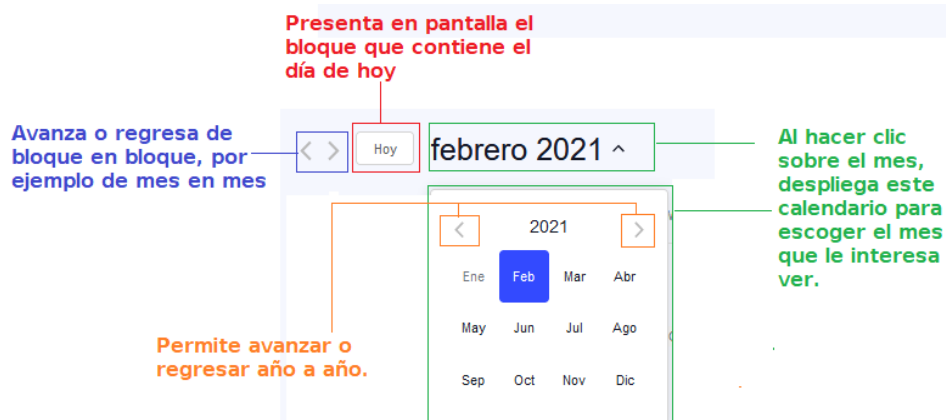 Presenta en pantalla el
bloque que contiene el
día de hoy
Avanza o regresa de
bloque en bloque, por
ejemplo de mes en mes
Hoy
febrero 2021
Al hacer clic
sobre el mes,
despliega este
calendario para
escoger el mes
que le interesa
ver.
2021
Ene Feb Mar Abr
May Jun Jul Ago
Sep Oct Nov Dic
Permite avanzar o
regresar año a año.